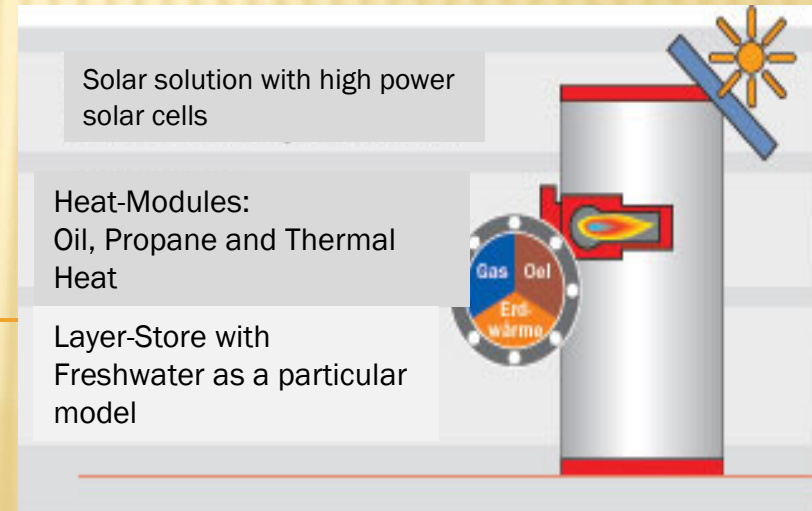 Solar solution with high power
solar cells
Heat-Modules:
Oil, Propane and Thermal
Heat
Gas Oel
Erd-
wärme
Layer-Store with
Freshwater as a particular
model